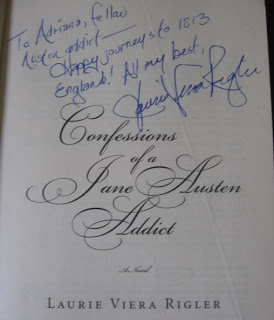 To Adriana, fellow
Austen addict—
Happy journeys to 1813
England! All my best,
Laurie Viera Rigler
Confessions
of a
Jane Austen
Addict
A Novel
LAURIE VIERA RIGLER